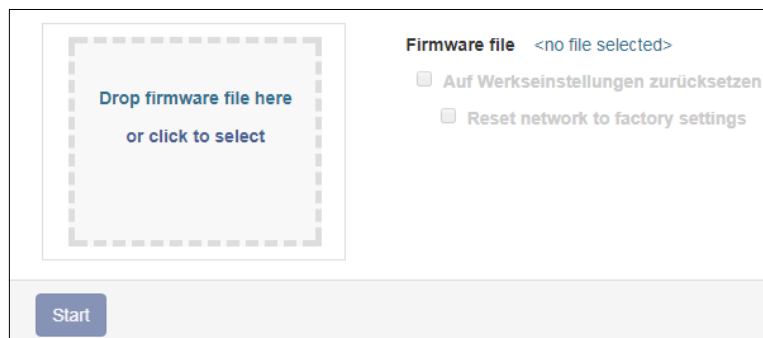 Drop firmware file here
or click to select
Firmware file <no file selected>
Auf Werkseinstellungen zurücksetzen
Reset network to factory settings
Start